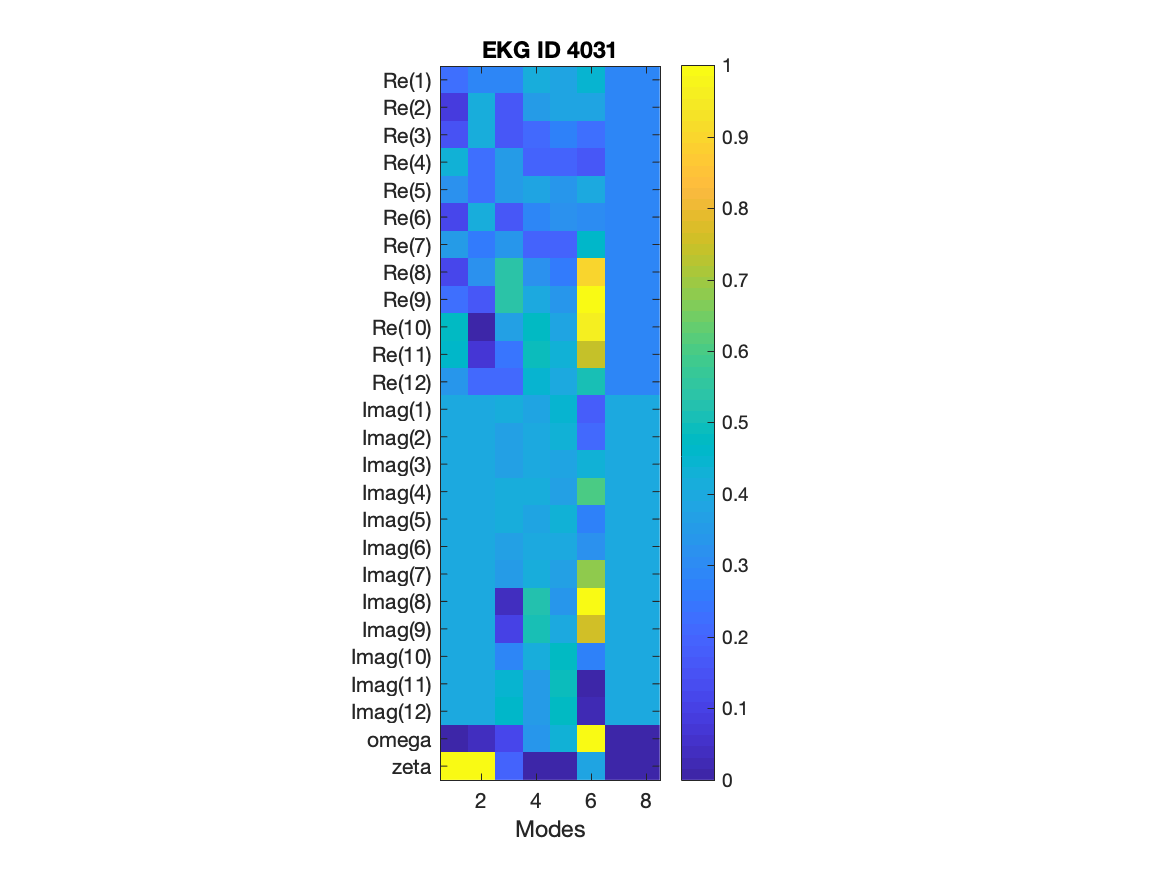 EKG ID 4031
Re(1)
Re(2)
Re(3)
Re(4)
Re(5)
Re(6)
Re(7)
Re(8)
Re(9)
Re(10)
Re(11)
Re(12)
Imag(1)
Imag(2)
Imag(3)
Imag(4)
Imag(5)
Imag(6)
Imag(7)
Imag(8)
Imag(9)
Imag(10)
Imag(11)
Imag(12)
omega
zeta
2 4 6 8
Modes
1
0.9
0.8
0.7
0.6
0.5
0.4
0.3
0.2
0.1
0